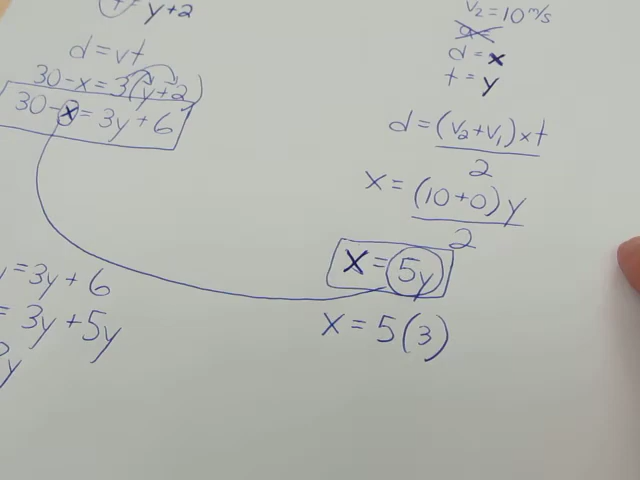 t = y+2
d = vt
30-x = 3(y+2)
30-x = 3y+6
y = 3y+6
= 3y+5y
y
V₂ = 10 m/s
d = x
t = y
d = (V₂+V₁)×t
2
x = (10+0)y
2
x = 5y
x = 5(3)